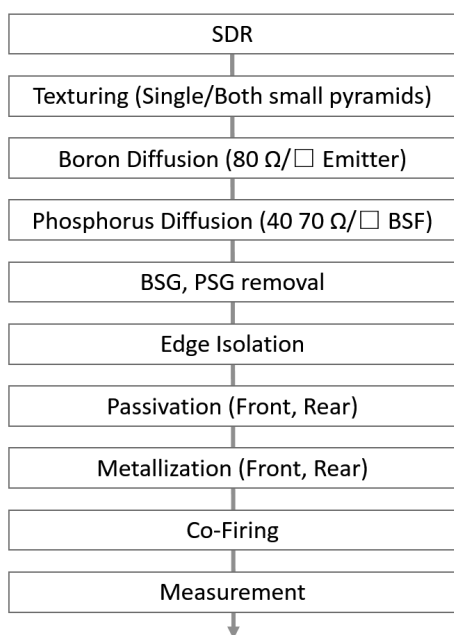 SDR
Texturing (Single/Both small pyramids)
Boron Diffusion (80 Ω/□ Emitter)
Phosphorus Diffusion (40 70 Ω/□ BSF)
BSG, PSG removal
Edge Isolation
Passivation (Front, Rear)
Metallization (Front, Rear)
Co-Firing
Measurement